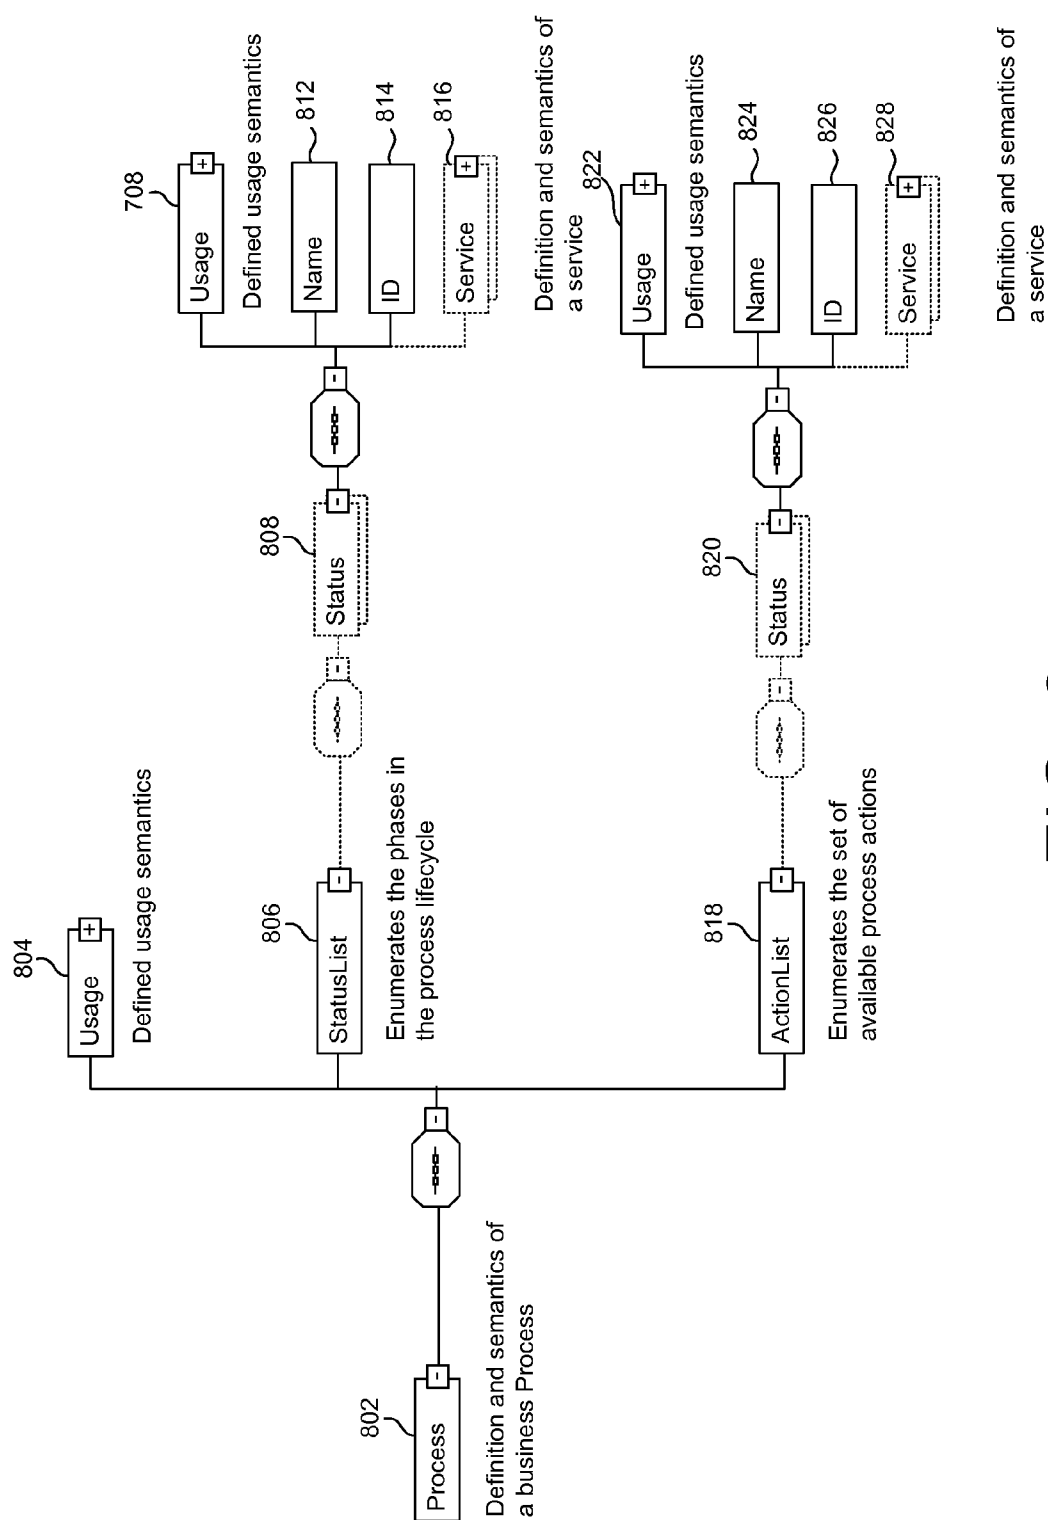 802
Process
Definition and semantics of
a business Process
804
Usage
Defined usage semantics
806
StatusList
Enumerates the phases in
the process lifecycle
808
Status
708
Usage
Defined usage semantics
812
Name
814
ID
816
Service
Definition and semantics of
a service
818
ActionList
Enumerates the set of
available process actions
820
Status
822
Usage
Defined usage semantics
824
Name
826
ID
828
Service
Definition and semantics of
a service